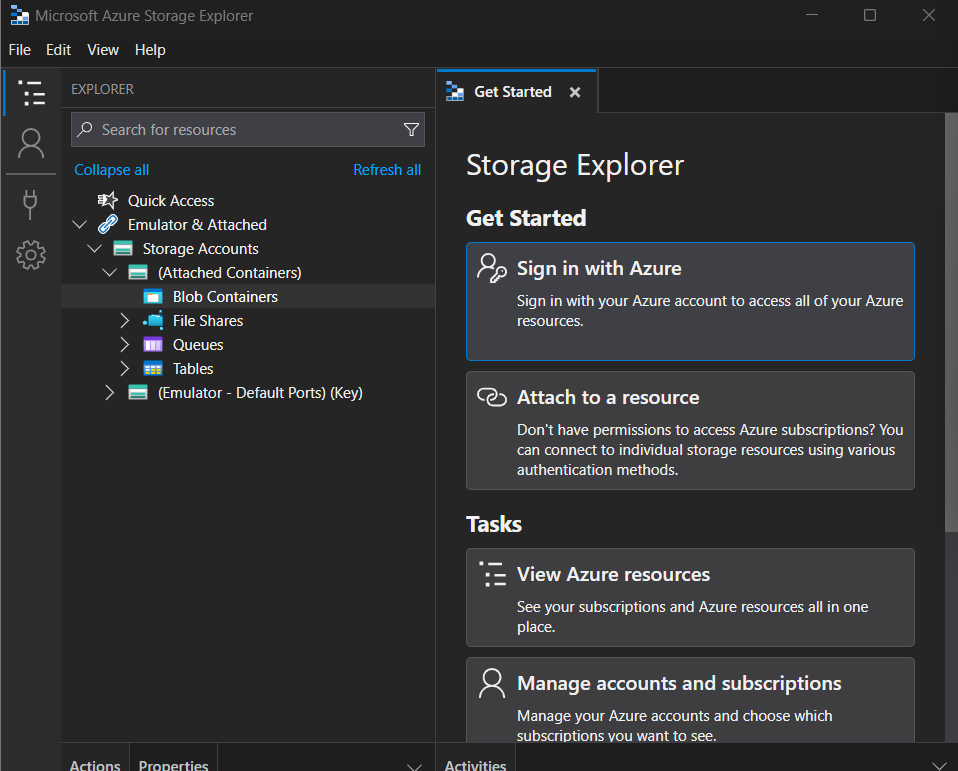 Microsoft Azure Storage Explorer
File Edit View Help
EXPLORER
Search for resources
Collapse all Refresh all
Quick Access
Emulator & Attached
Storage Accounts
(Attached Containers)
Blob Containers
File Shares
Queues
Tables
(Emulator - Default Ports) (Key)
Actions Properties
Get Started
Storage Explorer
Get Started
Sign in with Azure
Sign in with your Azure account to access all of your Azure
resources.
Attach to a resource
Don't have permissions to access Azure subscriptions? You
can connect to individual storage resources using various
authentication methods.
Tasks
View Azure resources
See your subscriptions and Azure resources all in one
place.
Manage accounts and subscriptions
Manage your Azure accounts and choose which
subscriptions you want to see.
Activities